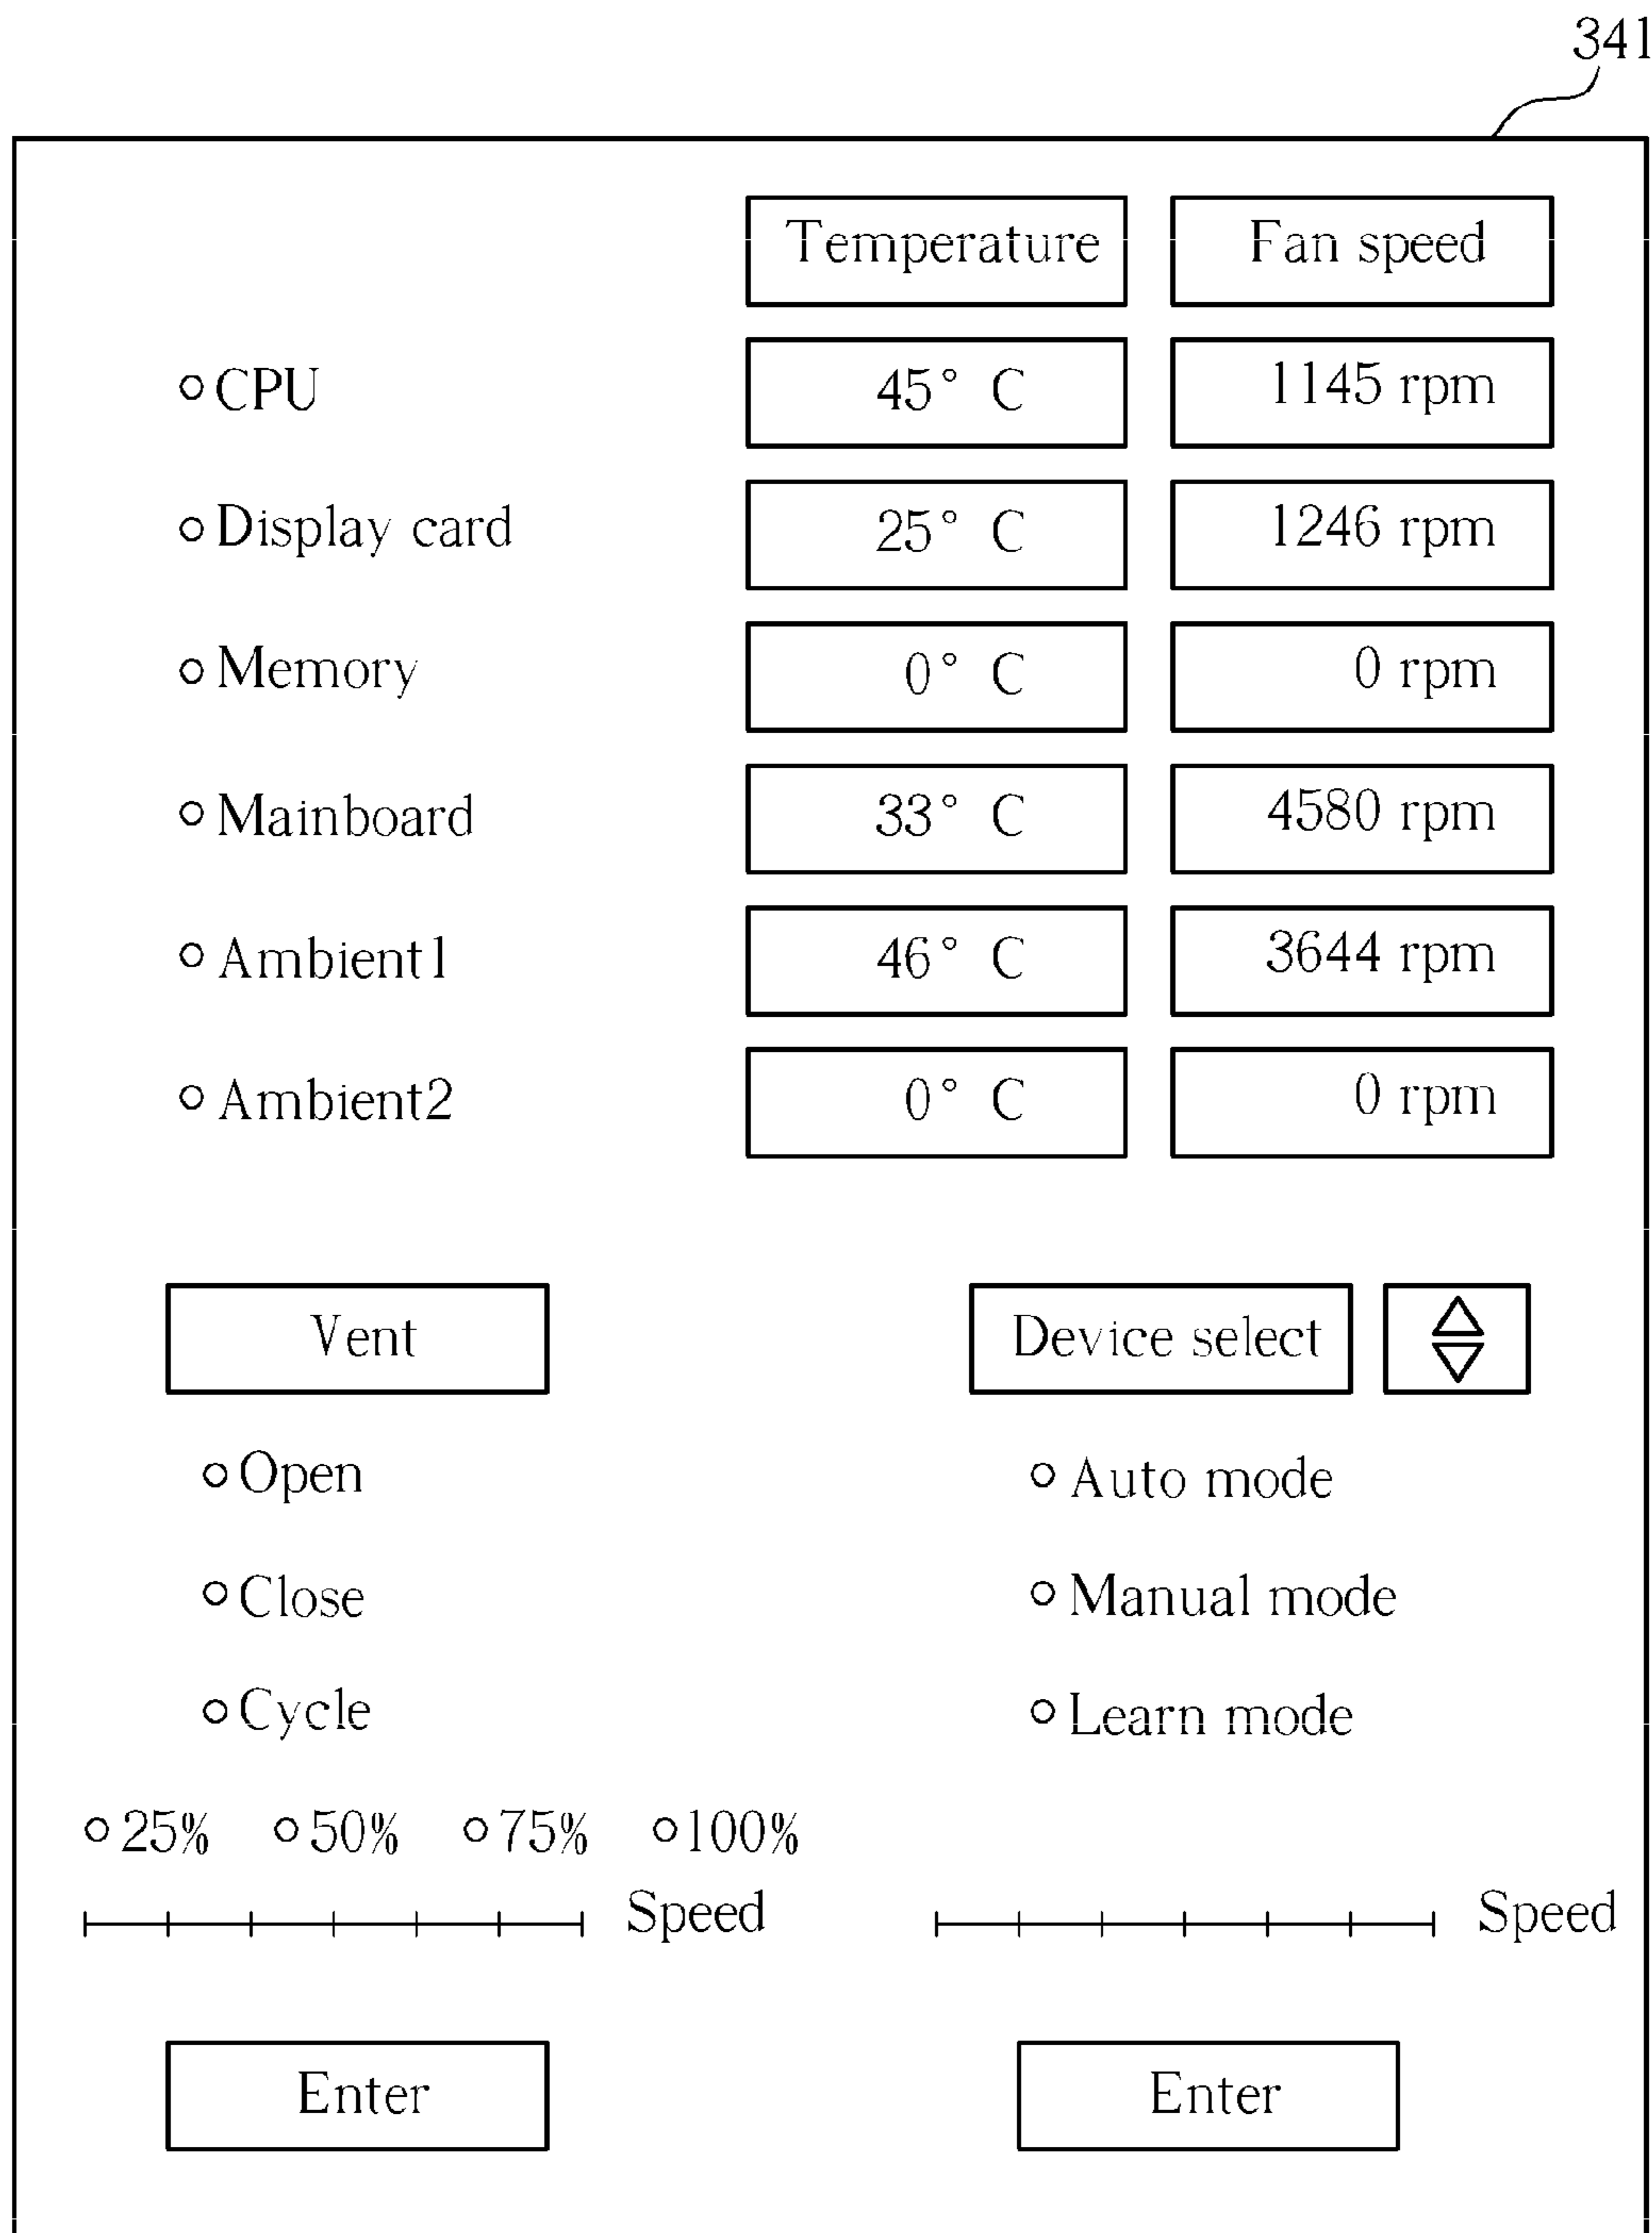 341
Temperature Fan speed
CPU 45° C 1145 rpm
Display card 25° C 1246 rpm
Memory 0° C 0 rpm
Mainboard 33° C 4580 rpm
Ambient1 46° C 3644 rpm
Ambient2 0° C 0 rpm
Vent Device select
Open Auto mode
Close Manual mode
Cycle Learn mode
25% 50% 75% 100%
Speed Speed
Enter Enter